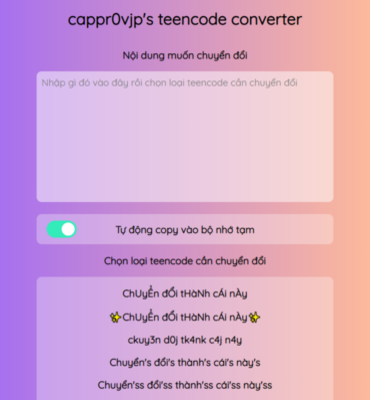 cappr0vjp's teencode converter
Nội dung muốn chuyển đổi
Nhập gì đó vào đây rồi chọn loại teencode cần chuyển đổi
Tự động copy vào bộ nhớ tạm
Chọn loại teencode cần chuyển đổi
ChUyỂn đỔi tHàNh cÁi nÀy
✨ChUyỂn đỔi tHàNh cÁi nÀy✨
ckuy3n d0j tk4nk c4j n4y
Chuyển's đổi's thành's cái's này's
Chuyển'ss đổi'ss thành'ss cái'ss này'ss